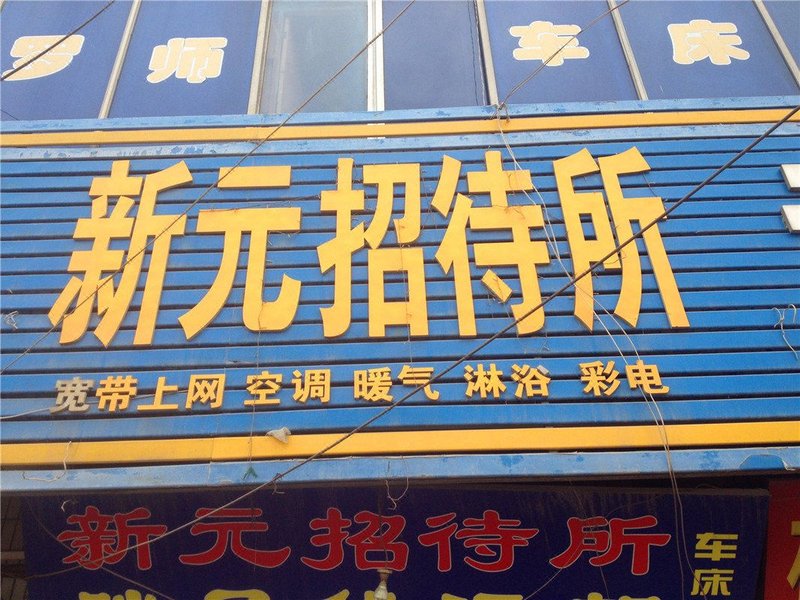 罗师 车床
新元招待所
宽带上网 空调 暖气 淋浴 彩电
新元招待所
车床